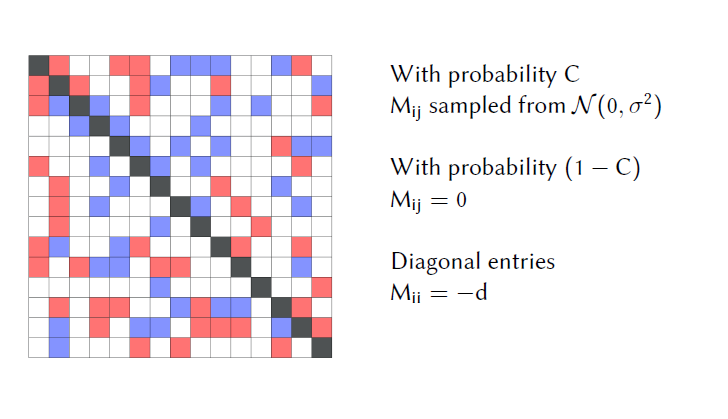 With probability C
Mij sampled from 𝒩(0, σ²)
With probability (1 − C)
Mij = 0
Diagonal entries
Mii = −d